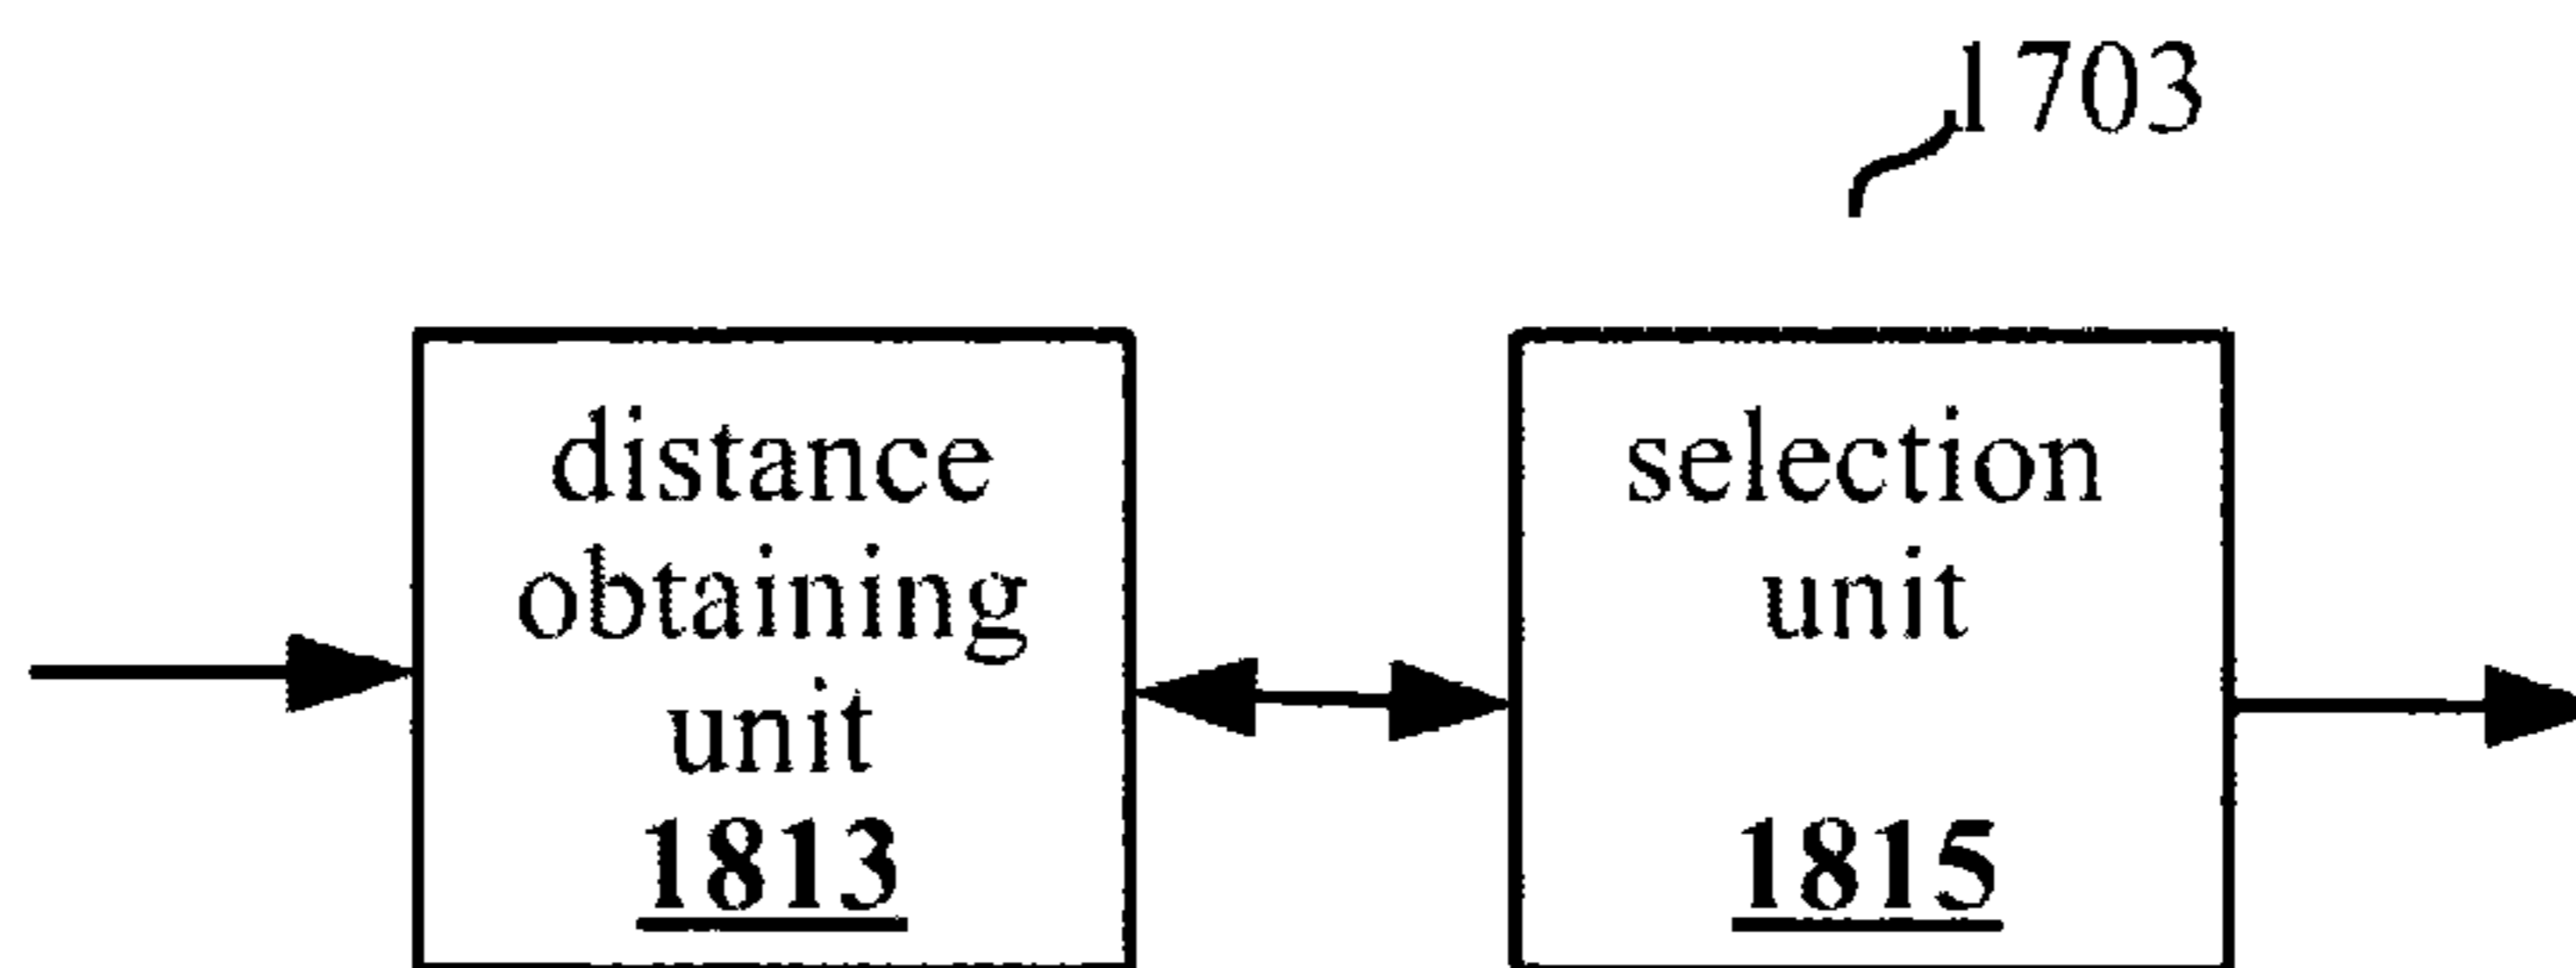 1703
distance
obtaining
unit
1813
selection
unit
1815